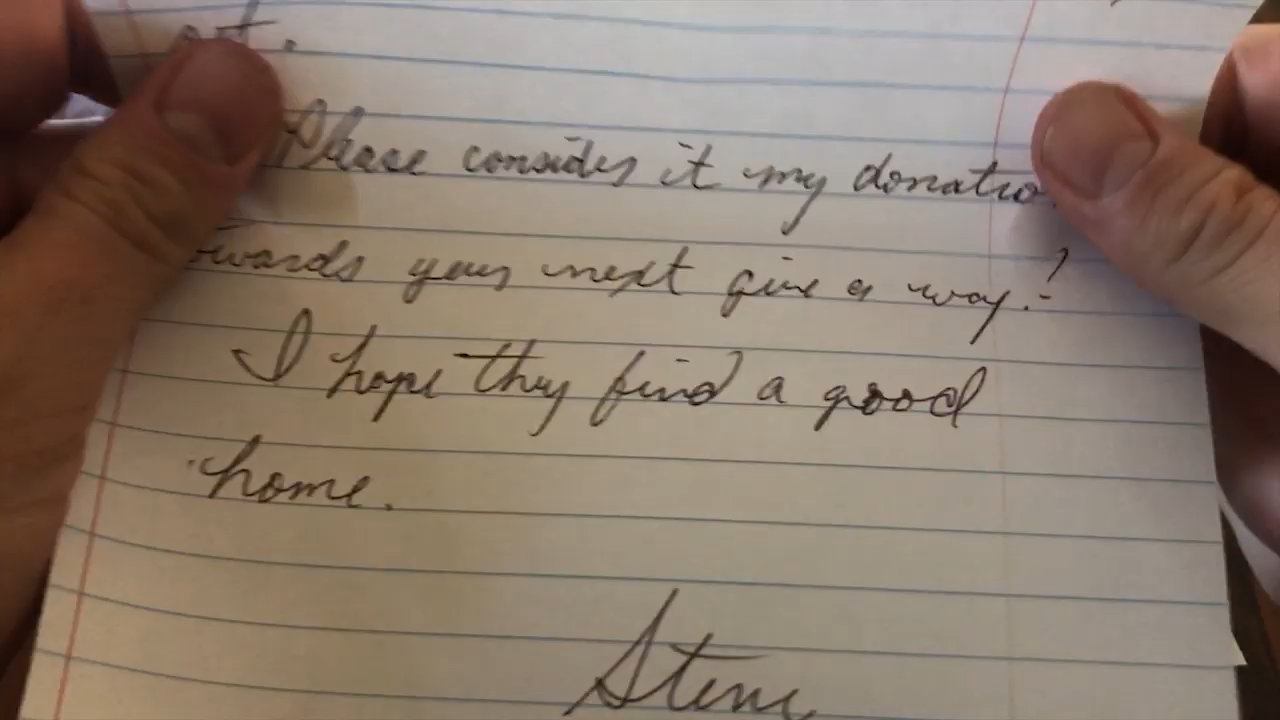 Please consider it my donatio
towards your next give a way!
I hope they find a good
home.
Steve